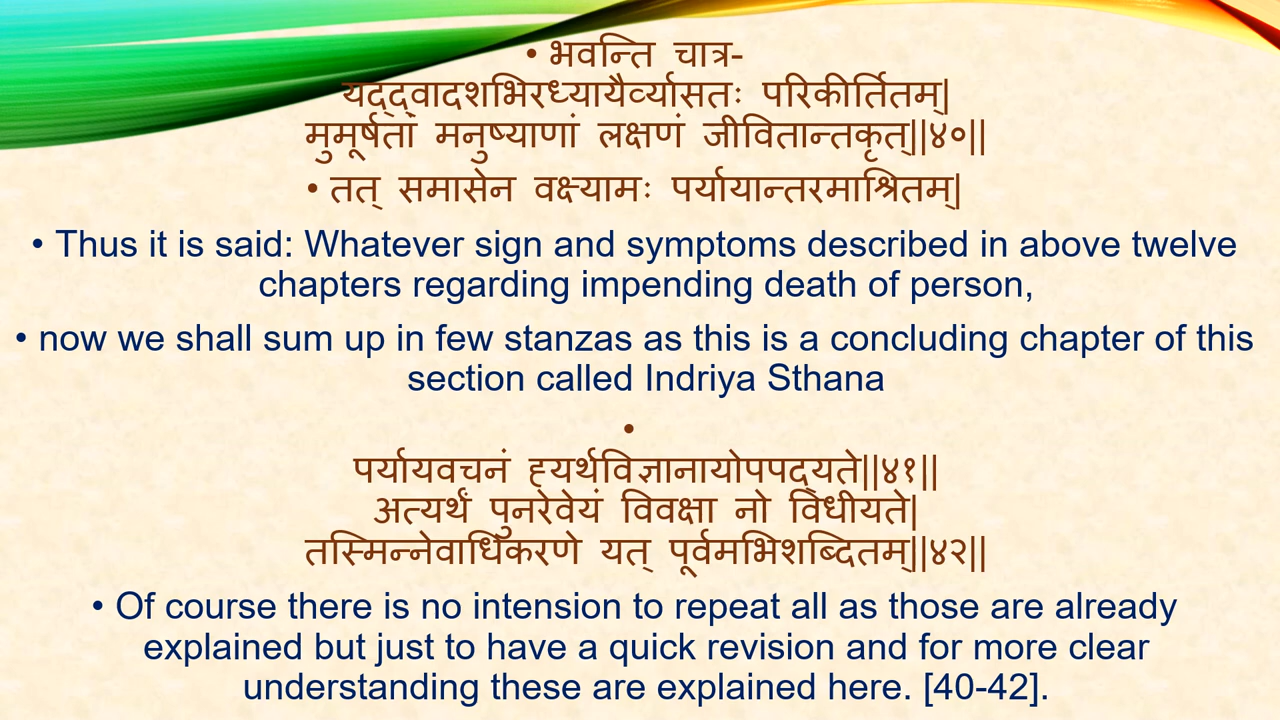 • भवन्ति चात्र-
यद्द्वादशभिरध्यायैर्व्यासतः परिकीर्तितम्|
मुमूर्षतां मनुष्याणां लक्षणं जीवितान्तकृत्||४०||
• तत् समासेन वक्ष्यामः पर्यायान्तरमाश्रितम्|
• Thus it is said: Whatever sign and symptoms described in above twelve
chapters regarding impending death of person,
• now we shall sum up in few stanzas as this is a concluding chapter of this
section called Indriya Sthana
•
पर्यायवचनं ह्यर्थविज्ञानायोपपद्यते||४१||
अत्यर्थं पुनरेवेयं विवक्षा नो विधीयते|
तस्मिन्नेवाधिकरणे यत् पूर्वमभिशब्दितम्||४२||
• Of course there is no intension to repeat all as those are already
explained but just to have a quick revision and for more clear
understanding these are explained here. [40-42].